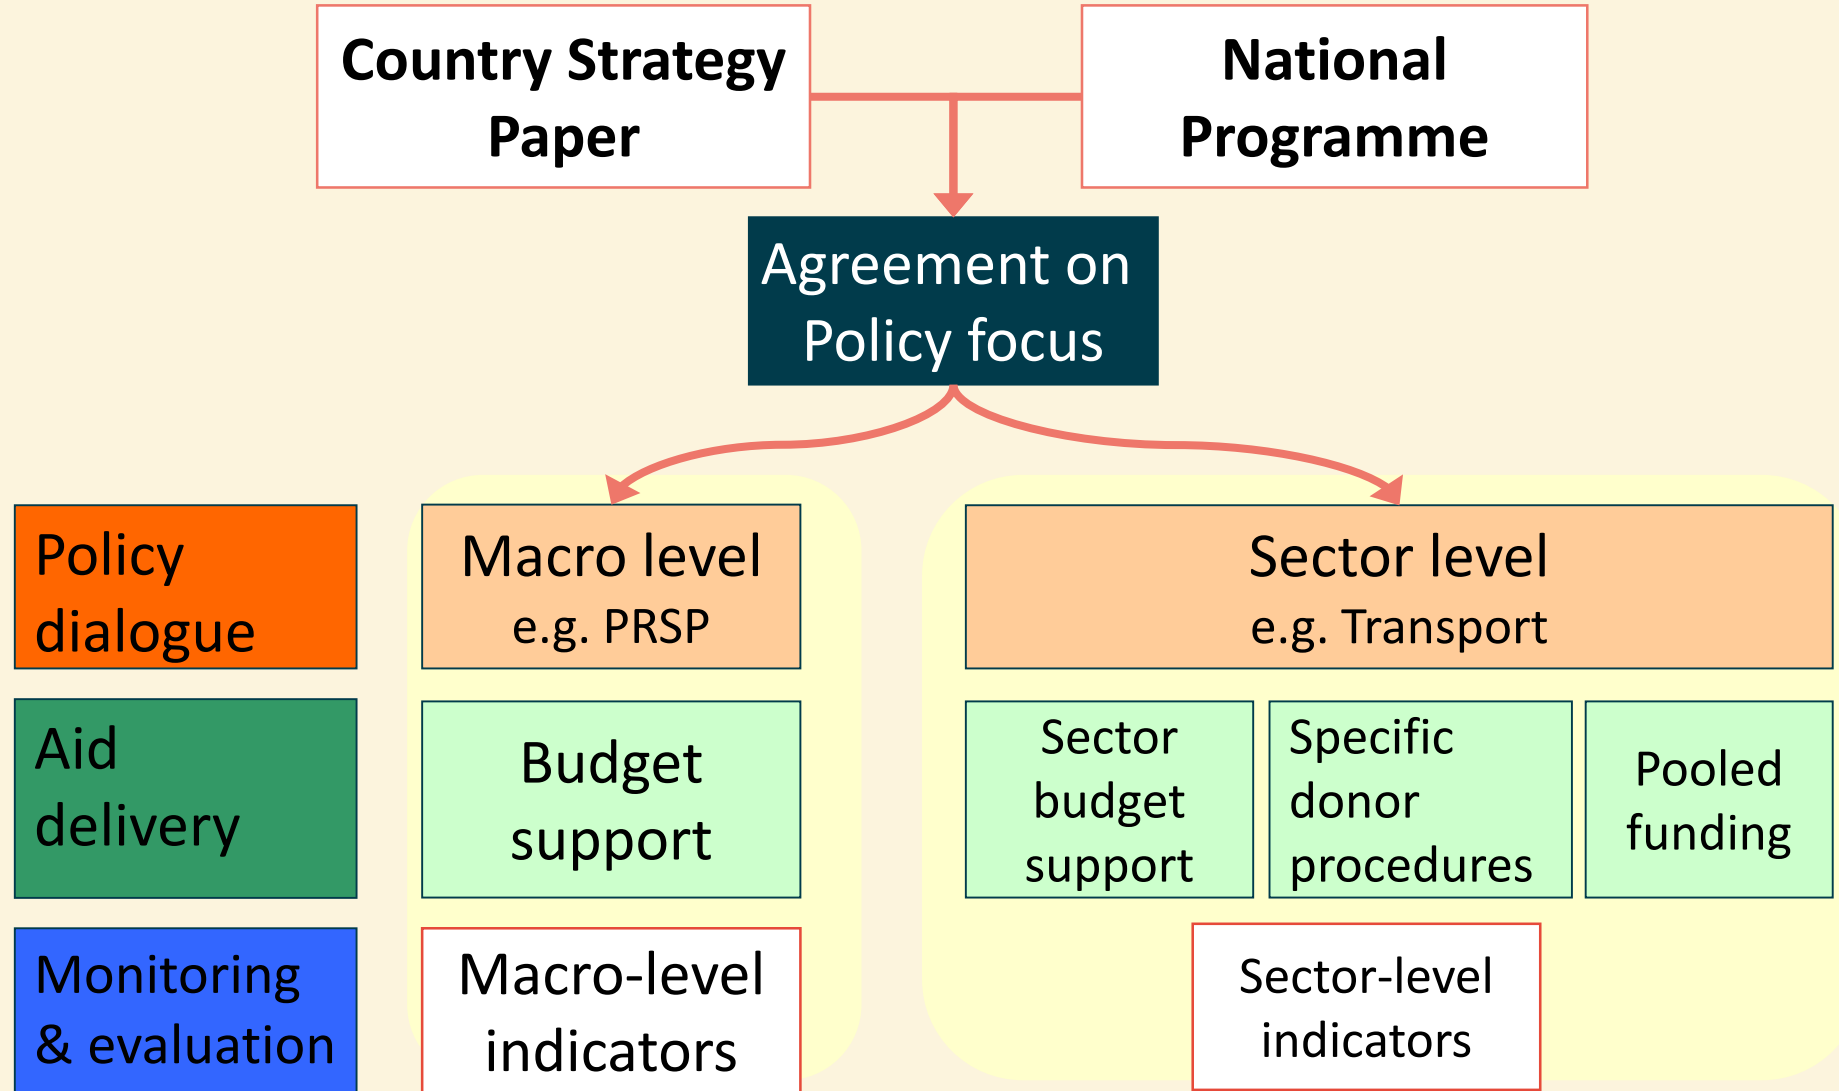 Country Strategy
Paper
National
Programme
Agreement on
Policy focus
Policy
dialogue
Macro level
e.g. PRSP
Sector level
e.g. Transport
Aid
delivery
Budget
support
Sector
budget
support
Specific
donor
procedures
Pooled
funding
Monitoring
& evaluation
Macro-level
indicators
Sector-level
indicators